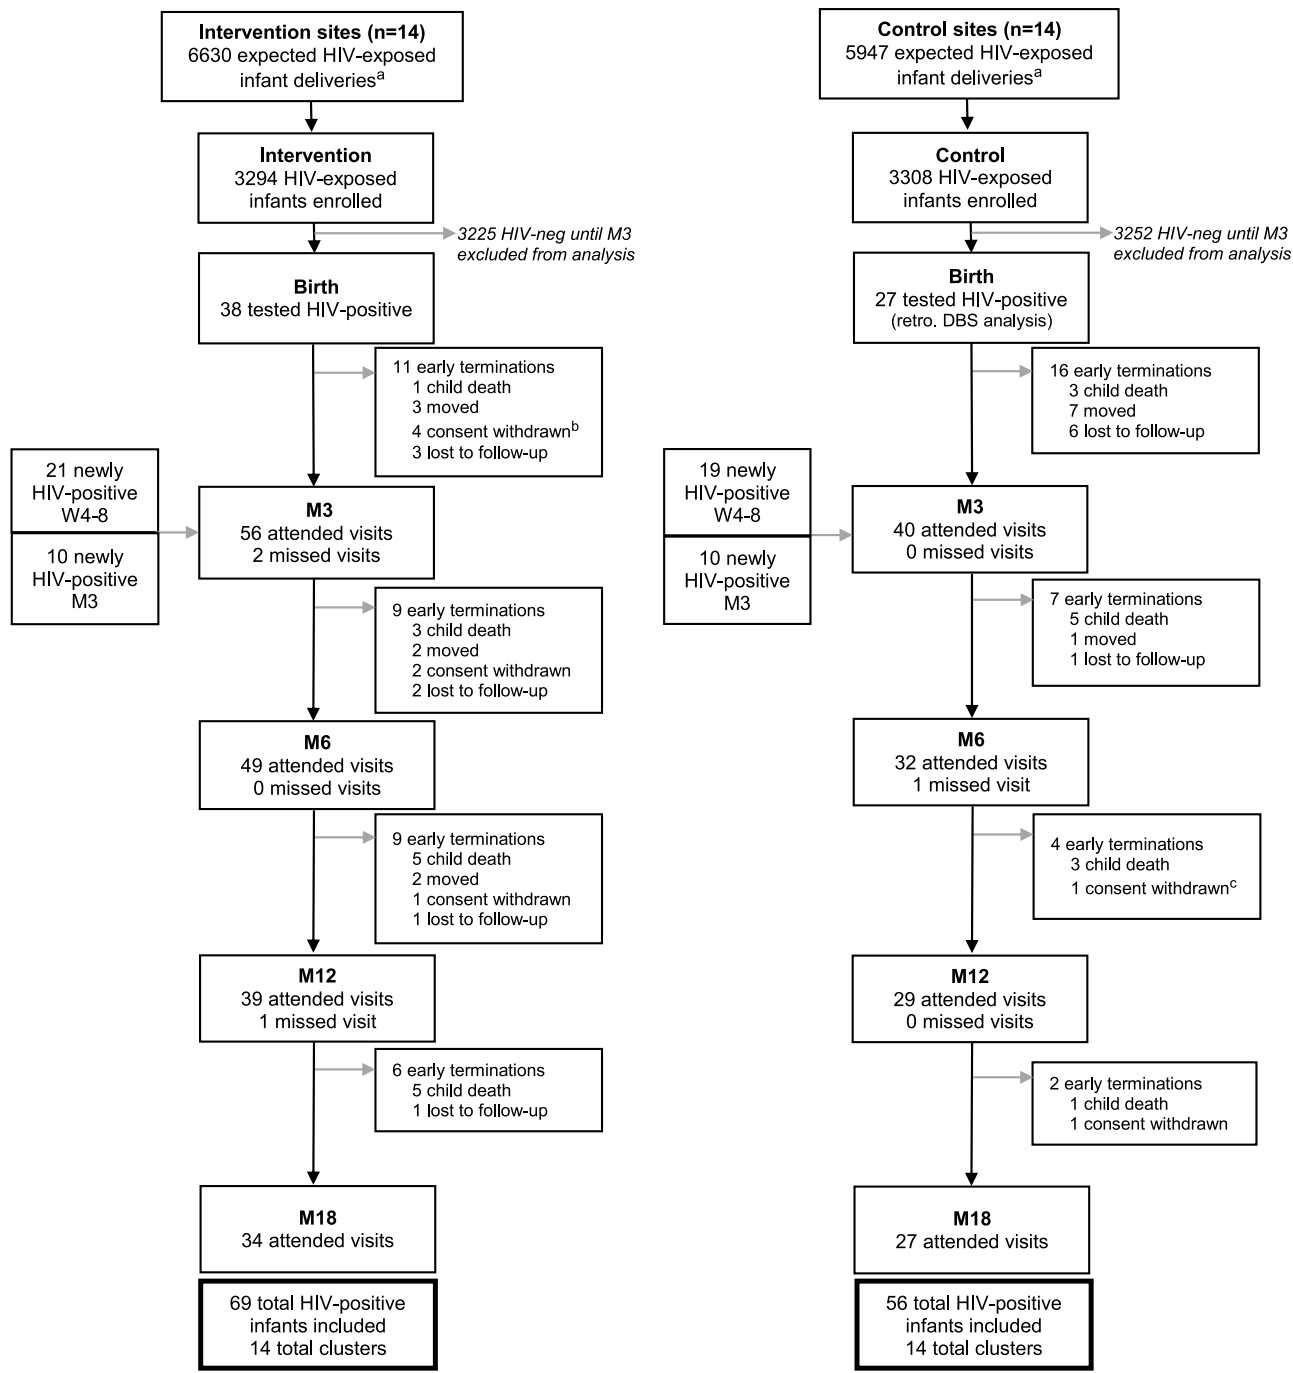 Intervention sites (n=14)
6630 expected HIV-exposed
infant deliveriesa
Intervention
3294 HIV-exposed
infants enrolled
3225 HIV-neg until M3
excluded from analysis
Birth
38 tested HIV-positive
11 early terminations
1 child death
3 moved
4 consent withdrawnb
3 lost to follow-up
21 newly
HIV-positive
W4-8
10 newly
HIV-positive
M3
M3
56 attended visits
2 missed visits
9 early terminations
3 child death
2 moved
2 consent withdrawn
2 lost to follow-up
M6
49 attended visits
0 missed visits
9 early terminations
5 child death
2 moved
1 consent withdrawn
1 lost to follow-up
M12
39 attended visits
1 missed visit
6 early terminations
5 child death
1 lost to follow-up
M18
34 attended visits
69 total HIV-positive
infants included
14 total clusters
Control sites (n=14)
5947 expected HIV-exposed
infant deliveriesa
Control
3308 HIV-exposed
infants enrolled
3252 HIV-neg until M3
excluded from analysis
Birth
27 tested HIV-positive
(retro. DBS analysis)
16 early terminations
3 child death
7 moved
6 lost to follow-up
19 newly
HIV-positive
W4-8
10 newly
HIV-positive
M3
M3
40 attended visits
0 missed visits
7 early terminations
5 child death
1 moved
1 lost to follow-up
M6
32 attended visits
1 missed visit
4 early terminations
3 child death
1 consent withdrawnc
M12
29 attended visits
0 missed visits
2 early terminations
1 child death
1 consent withdrawn
M18
27 attended visits
56 total HIV-positive
infants included
14 total clusters